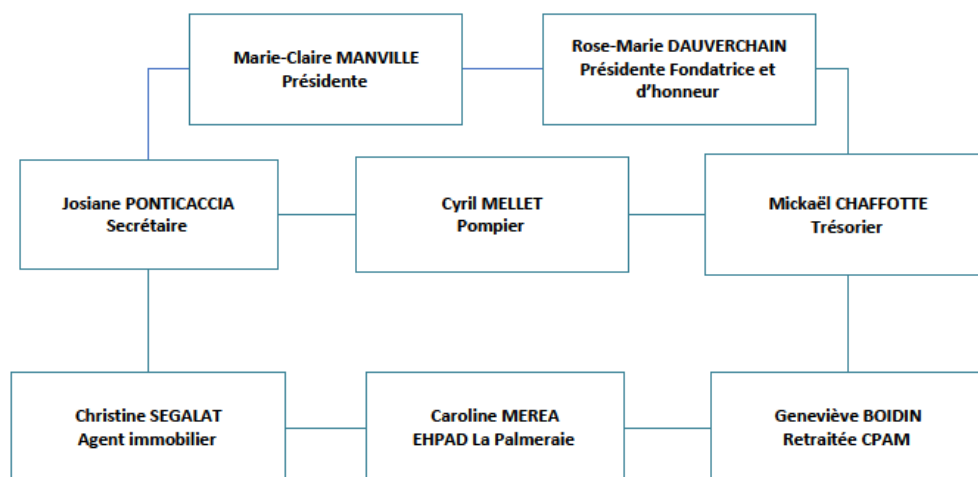 Marie-Claire MANVILLE
Présidente
Rose-Marie DAUVERCHAIN
Présidente Fondatrice et
d’honneur
Josiane PONTICACCIA
Secrétaire
Cyril MELLET
Pompier
Mickaël CHAFFOTTE
Trésorier
Christine SEGALAT
Agent immobilier
Caroline MEREA
EHPAD La Palmeraie
Geneviève BOIDIN
Retraitée CPAM